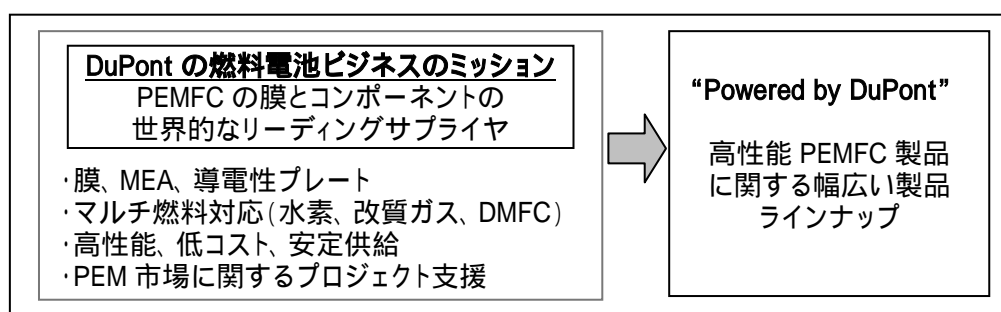 DuPont の燃料電池ビジネスのミッション
PEMFC の膜とコンポーネントの
世界的なリーディングサプライヤ
・膜、MEA、導電性プレート
・マルチ燃料対応(水素、改質ガス、DMFC)
・高性能、低コスト、安定供給
・PEM 市場に関するプロジェクト支援
“Powered by DuPont”
高性能 PEMFC 製品
に関する幅広い製品
ラインナップ